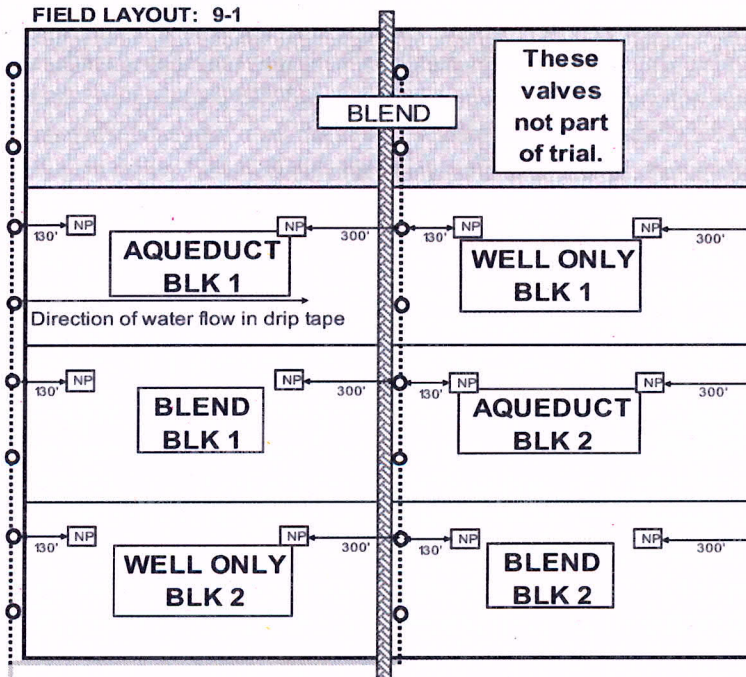 FIELD LAYOUT: 9-1
BLEND
These
valves
not part
of trial.
NP
130'
AQUEDUCT
BLK 1
NP
300'
NP
130'
WELL ONLY
BLK 1
NP
300'
Direction of water flow in drip tape
NP
130'
BLEND
BLK 1
NP
300'
NP
130'
AQUEDUCT
BLK 2
NP
300'
NP
130'
WELL ONLY
BLK 2
NP
300'
NP
130'
BLEND
BLK 2
NP
300'